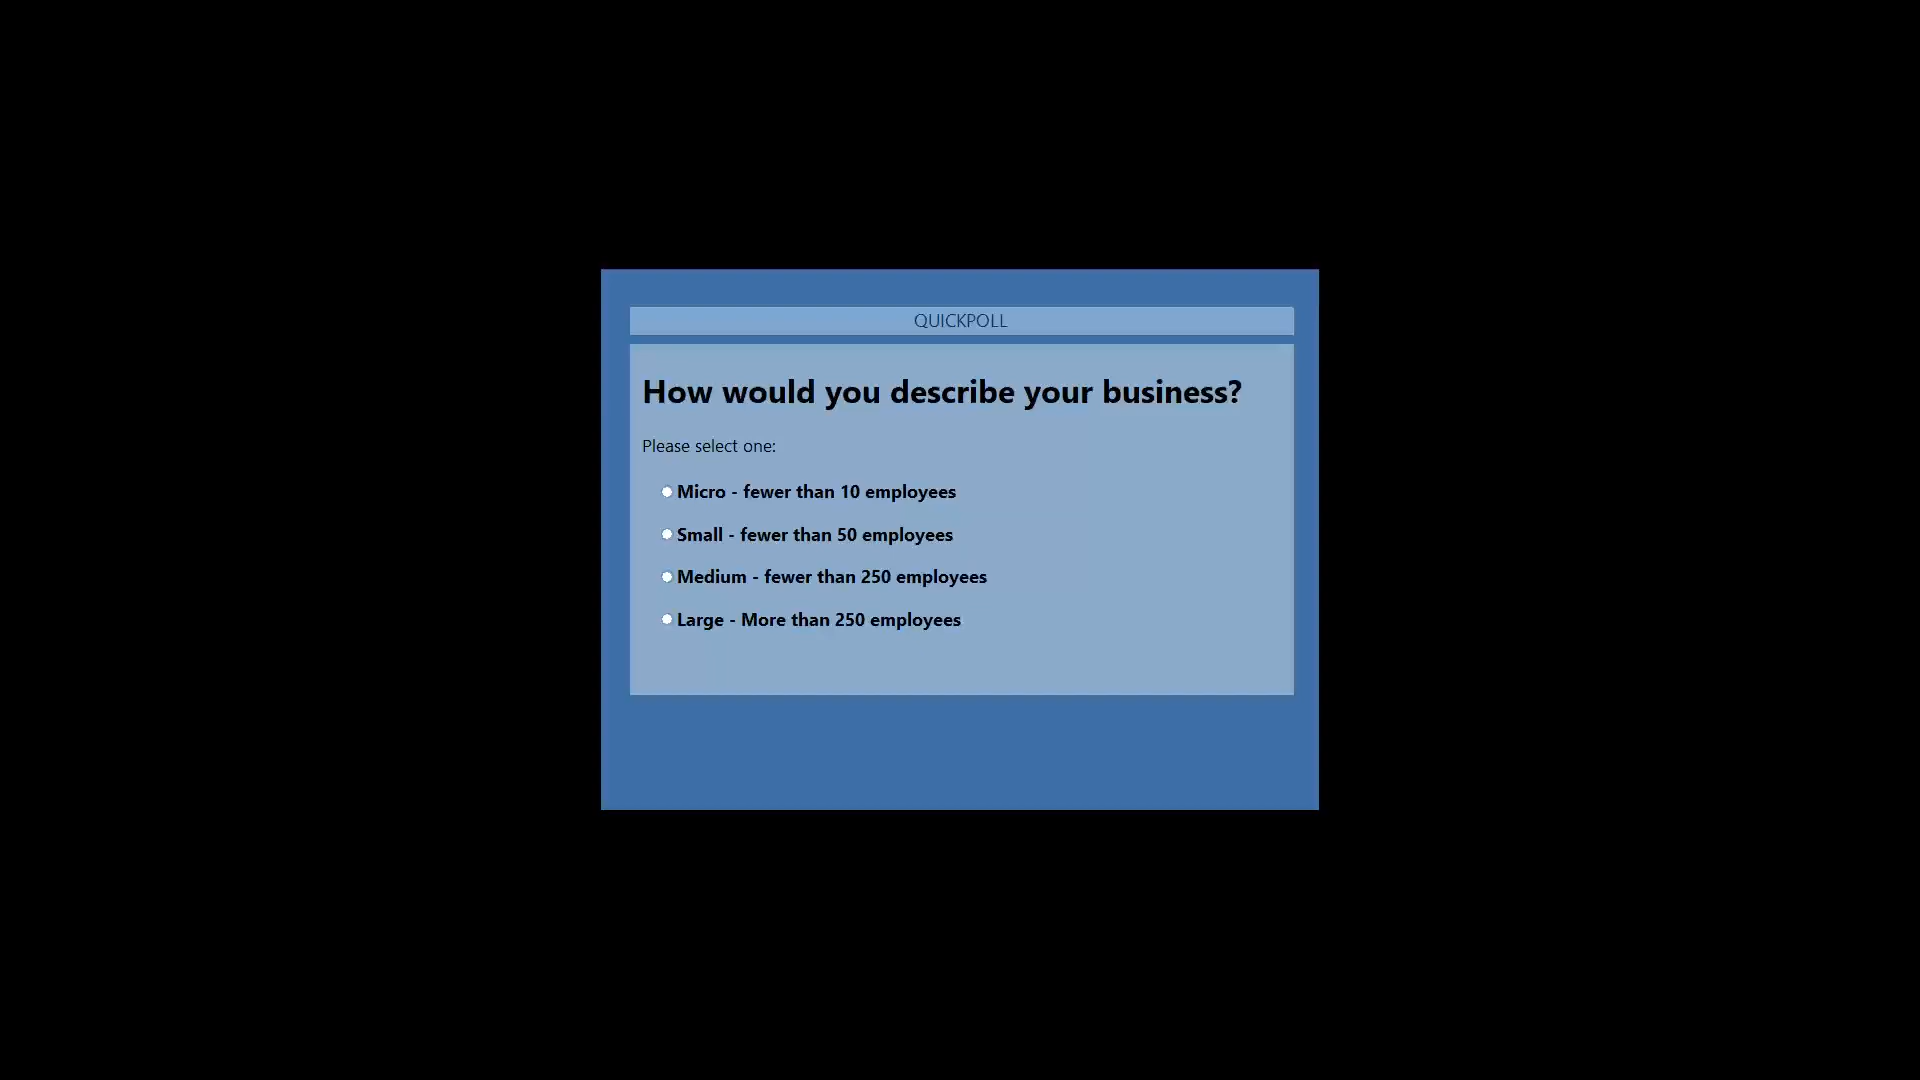 QUICKPOLL
How would you describe your business?
Please select one:
Micro - fewer than 10 employees
Small - fewer than 50 employees
Medium - fewer than 250 employees
Large - More than 250 employees